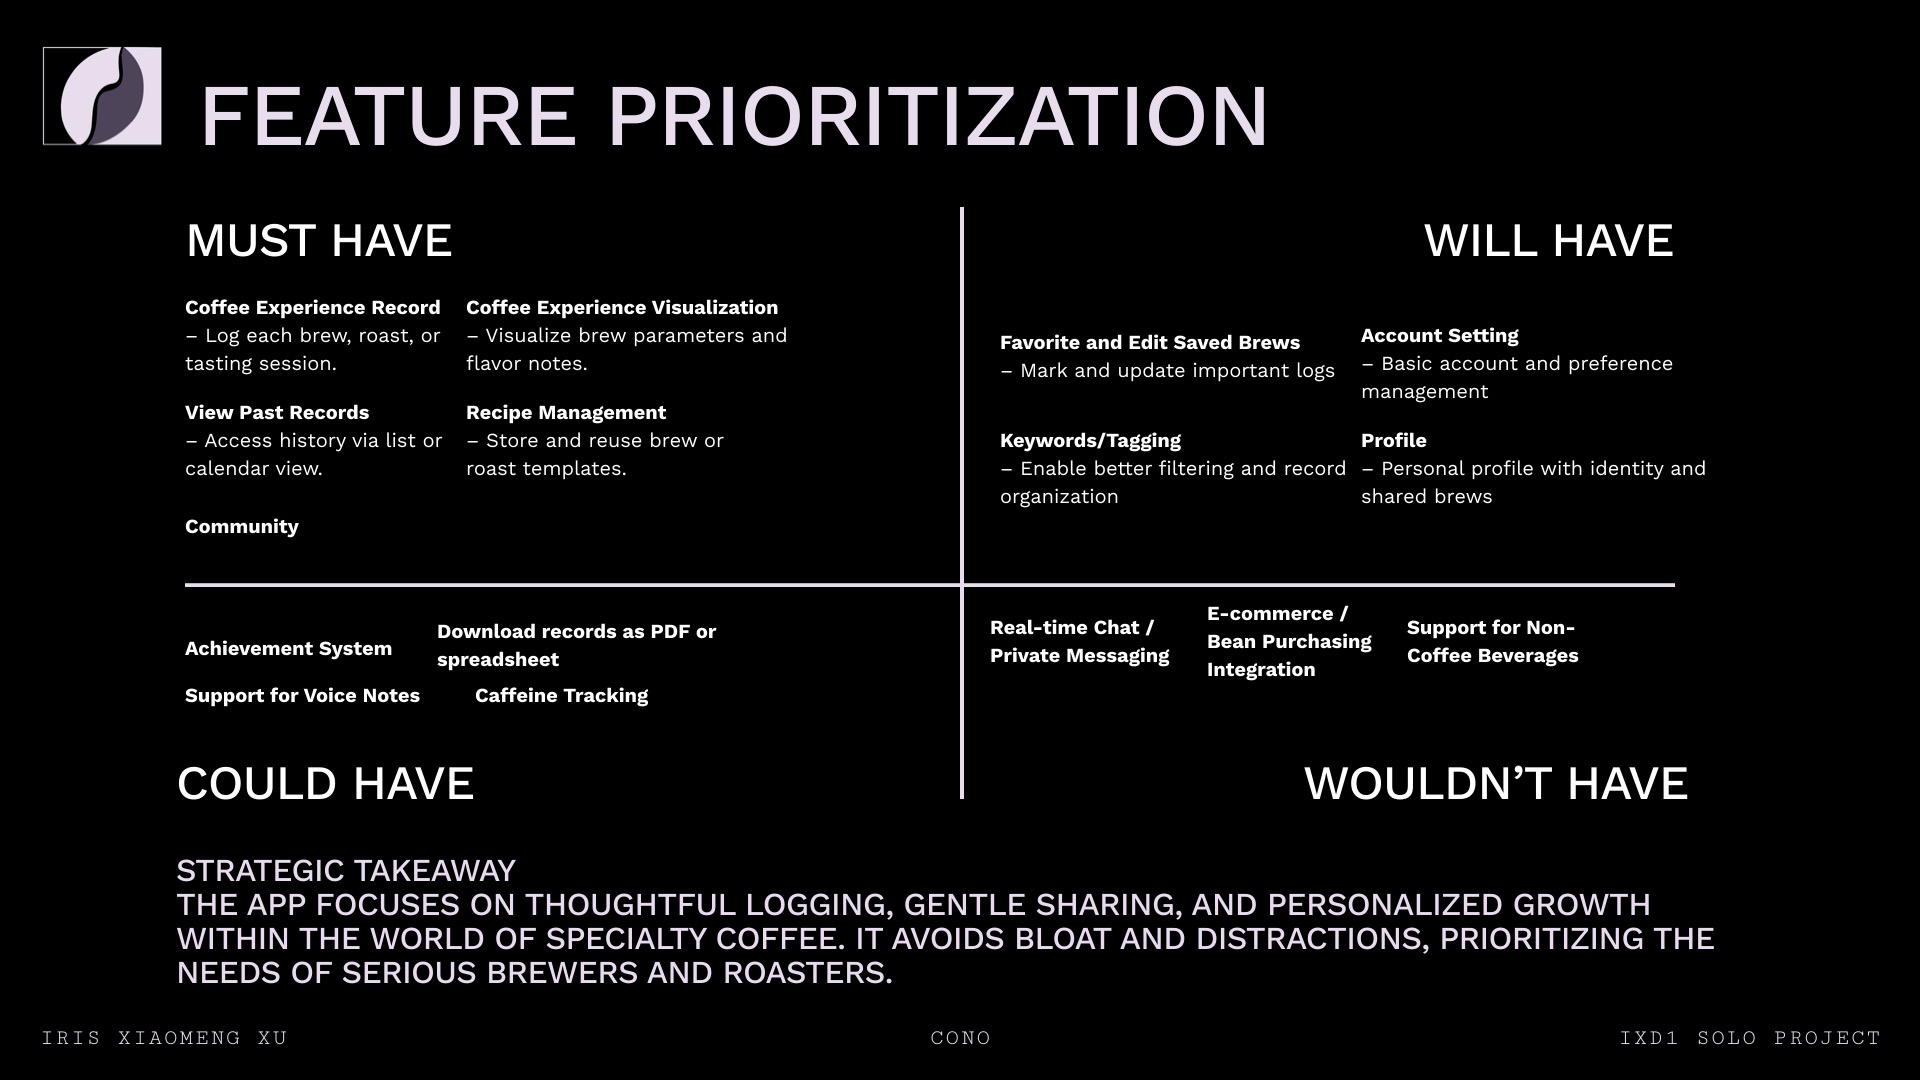 FEATURE PRIORITIZATION
MUST HAVE
Coffee Experience Record
– Log each brew, roast, or
tasting session.
Coffee Experience Visualization
– Visualize brew parameters and
flavor notes.
View Past Records
– Access history via list or
calendar view.
Recipe Management
– Store and reuse brew or
roast templates.
Community
WILL HAVE
Favorite and Edit Saved Brews
– Mark and update important logs
Account Setting
– Basic account and preference
management
Keywords/Tagging
– Enable better filtering and record
organization
Profile
– Personal profile with identity and
shared brews
Achievement System
Download records as PDF or
spreadsheet
Support for Voice Notes
Caffeine Tracking
COULD HAVE
Real-time Chat /
Private Messaging
E-commerce /
Bean Purchasing
Integration
Support for Non-
Coffee Beverages
WOULDN’T HAVE
STRATEGIC TAKEAWAY
THE APP FOCUSES ON THOUGHTFUL LOGGING, GENTLE SHARING, AND PERSONALIZED GROWTH
WITHIN THE WORLD OF SPECIALTY COFFEE. IT AVOIDS BLOAT AND DISTRACTIONS, PRIORITIZING THE
NEEDS OF SERIOUS BREWERS AND ROASTERS.
IRIS XIAOMENG XU
CONO
IXD1 SOLO PROJECT